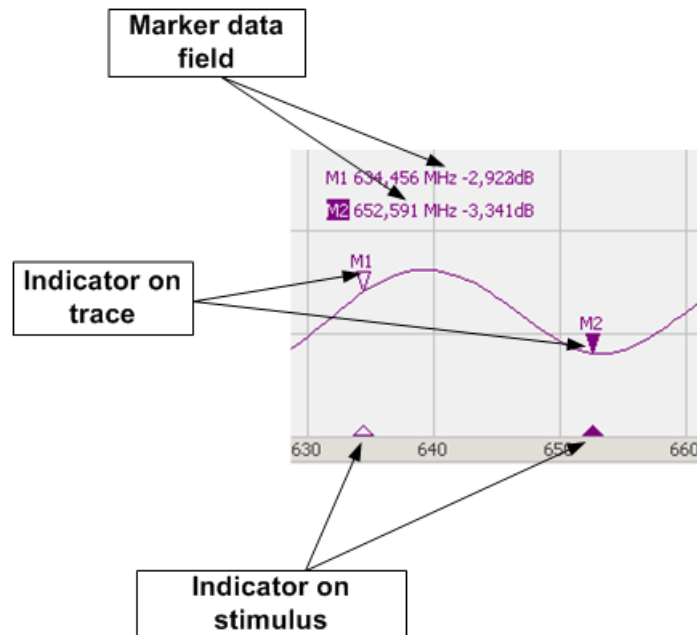 Marker data
field
M1 634,456 MHz -2,923dB
M2 652,591 MHz -3,341dB
Indicator on
trace
M1
M2
630
640
650
660
Indicator on
stimulus